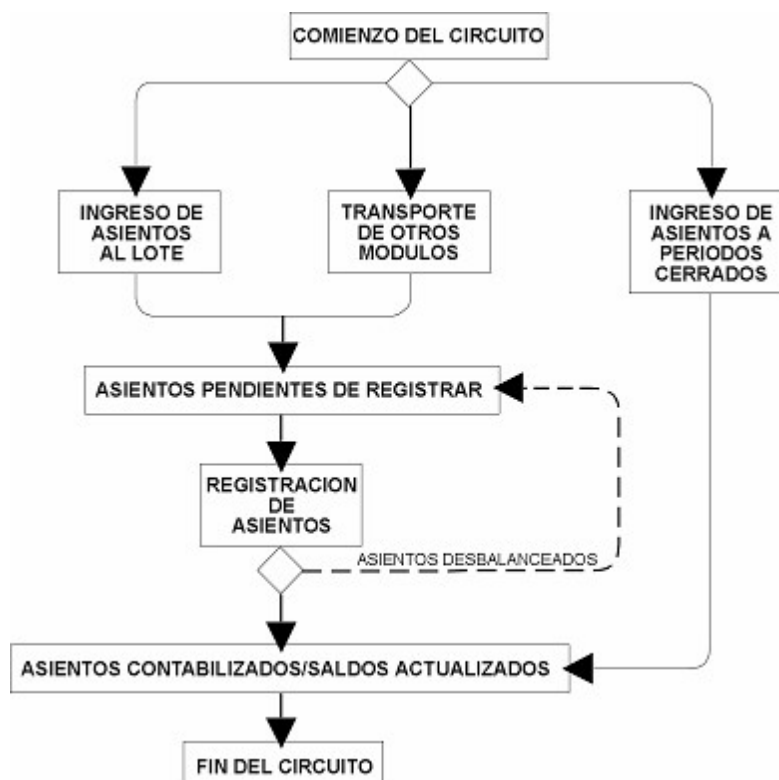 COMIENZO DEL CIRCUITO
INGRESO DE
ASIENTOS
AL LOTE
TRANSPORTE
DE OTROS
MODULOS
INGRESO DE
ASIENTOS A
PERIODOS
CERRADOS
ASIENTOS PENDIENTES DE REGISTRAR
REGISTRACION
DE
ASIENTOS
ASIENTOS DESBALANCEADOS
ASIENTOS CONTABILIZADOS/SALDOS ACTUALIZADOS
FIN DEL CIRCUITO